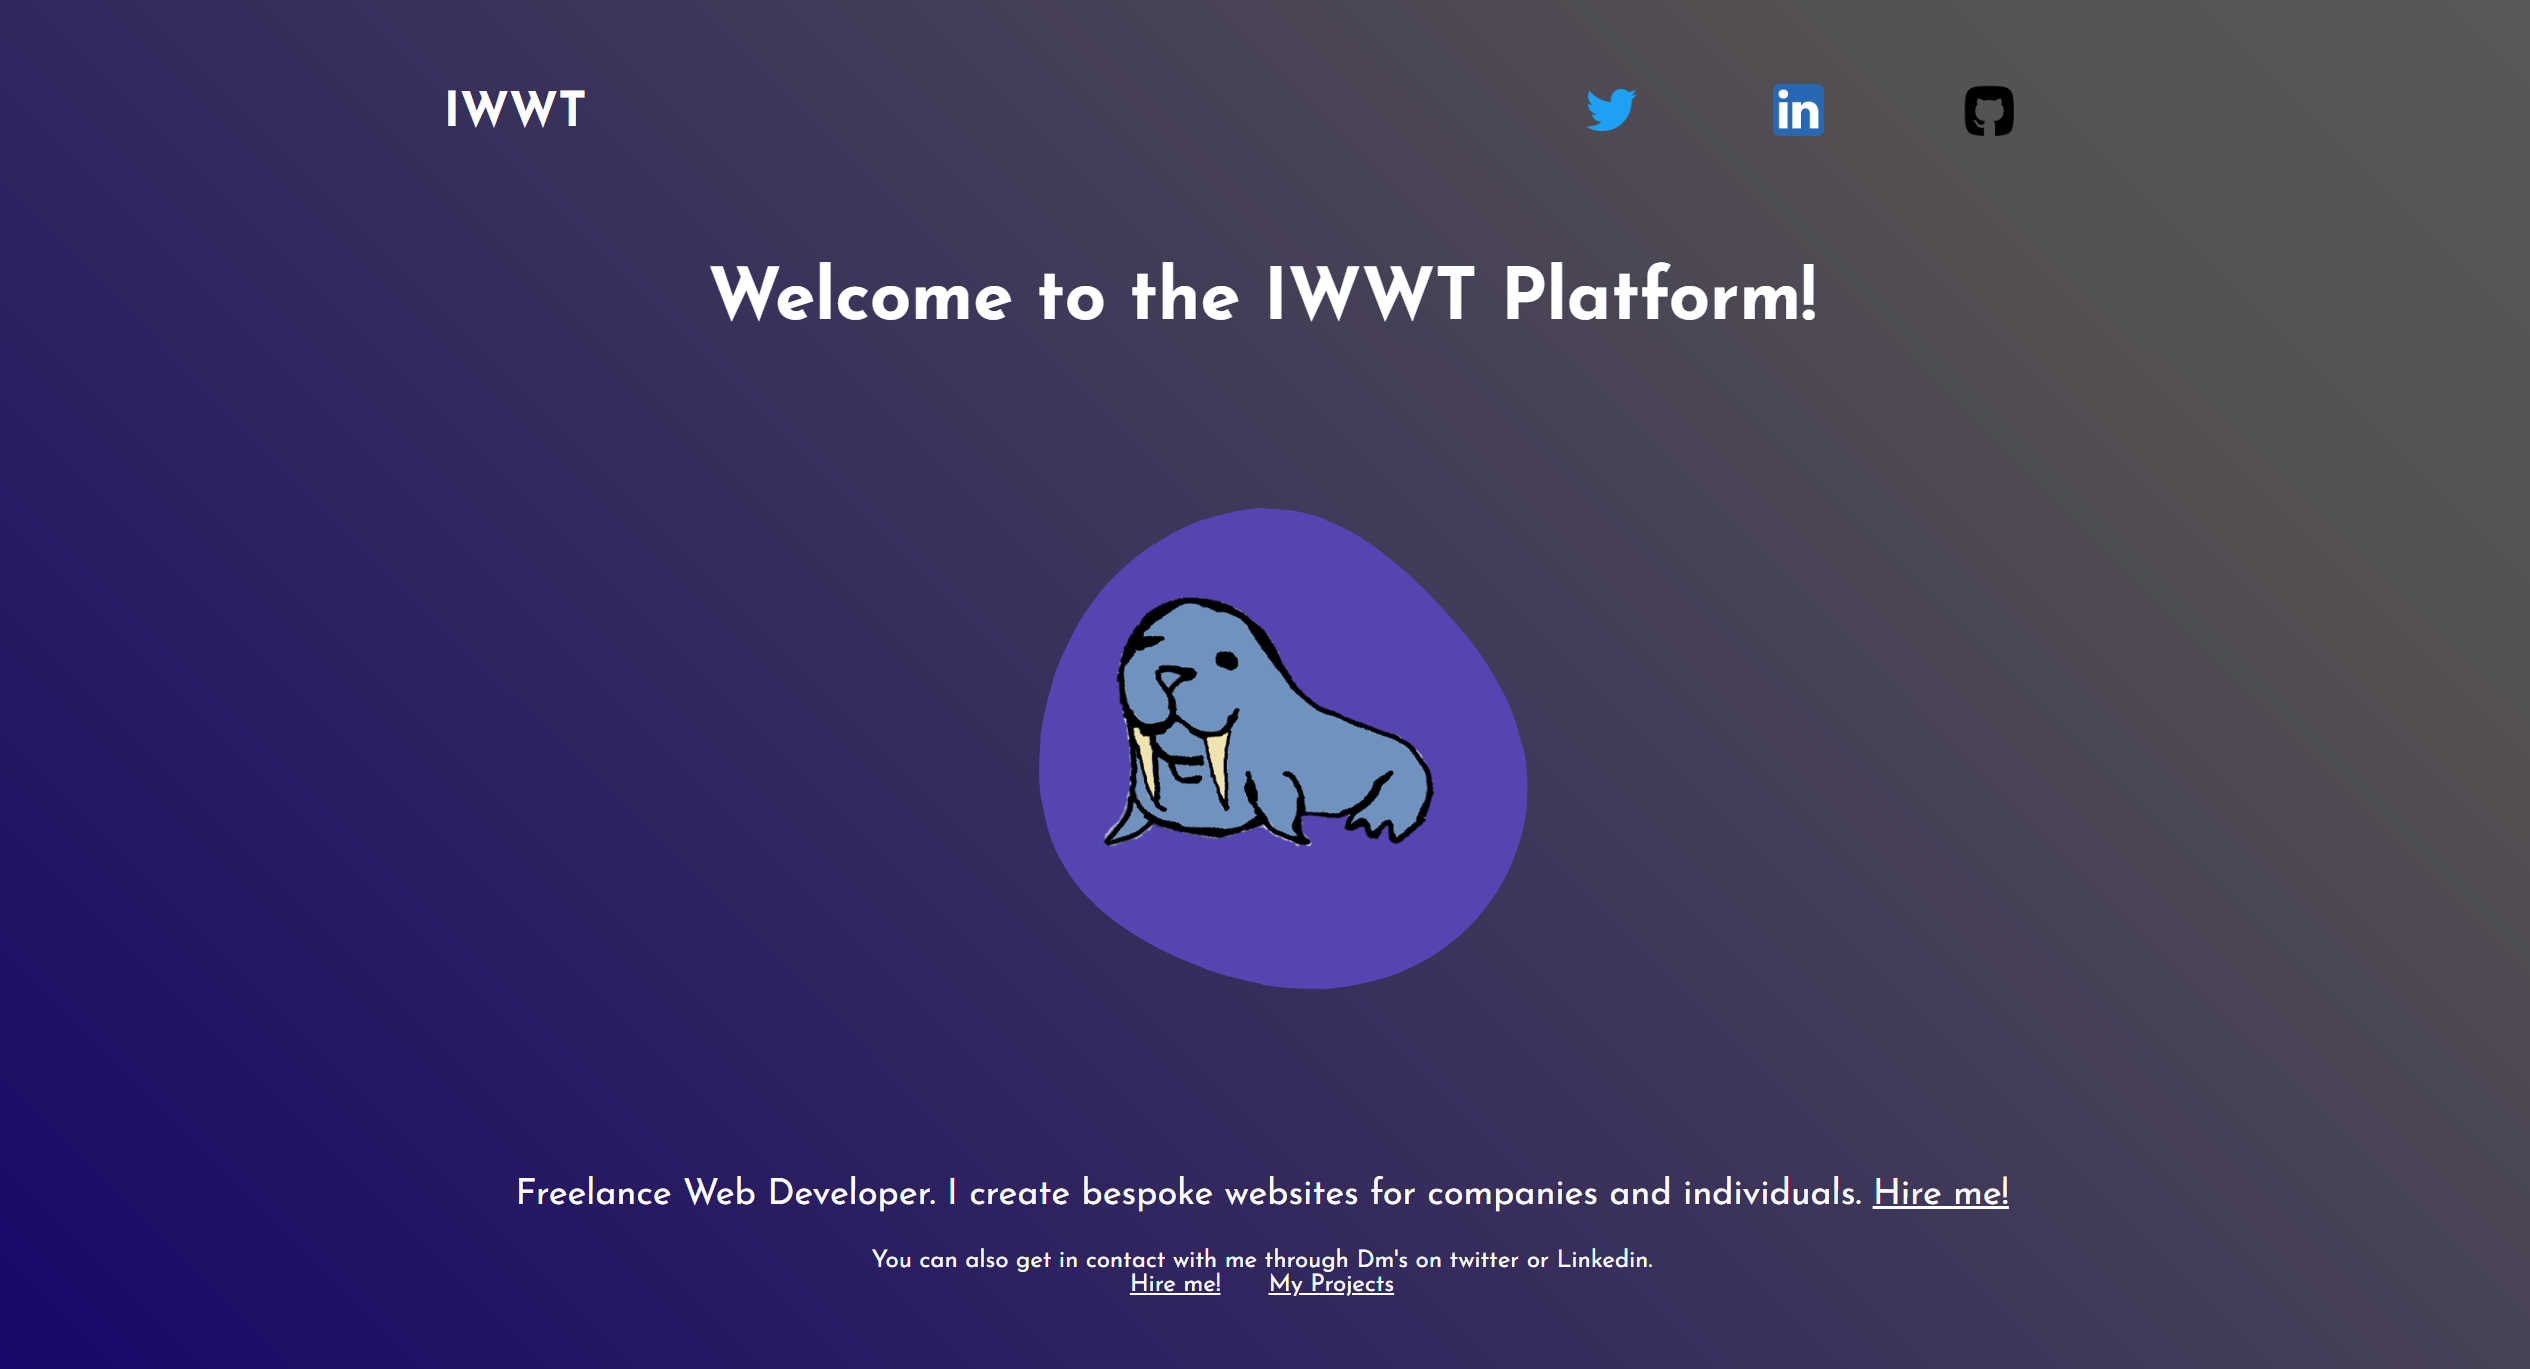 IWWT
Welcome to the IWWT Platform!
Freelance Web Developer. I create bespoke websites for companies and individuals. Hire me!
You can also get in contact with me through Dm's on twitter or Linkedin.
Hire me! My Projects